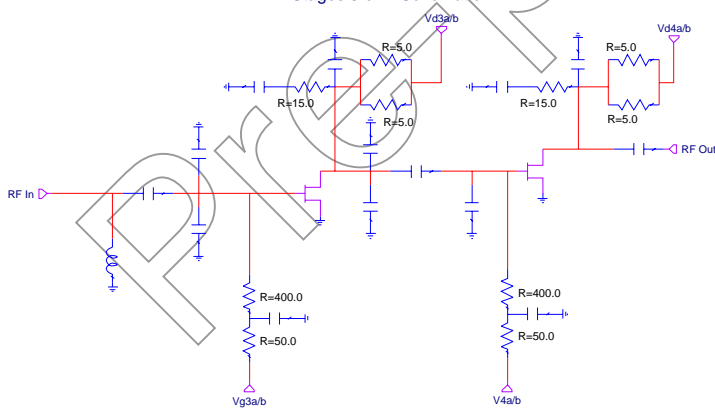 Vd3a/b
Vd4a/b
R=5.0
R=5.0
R=15.0
R=5.0
R=15.0
R=5.0
RF Out
RF In
R=400.0
R=400.0
R=50.0
R=50.0
Vg3a/b
V4a/b